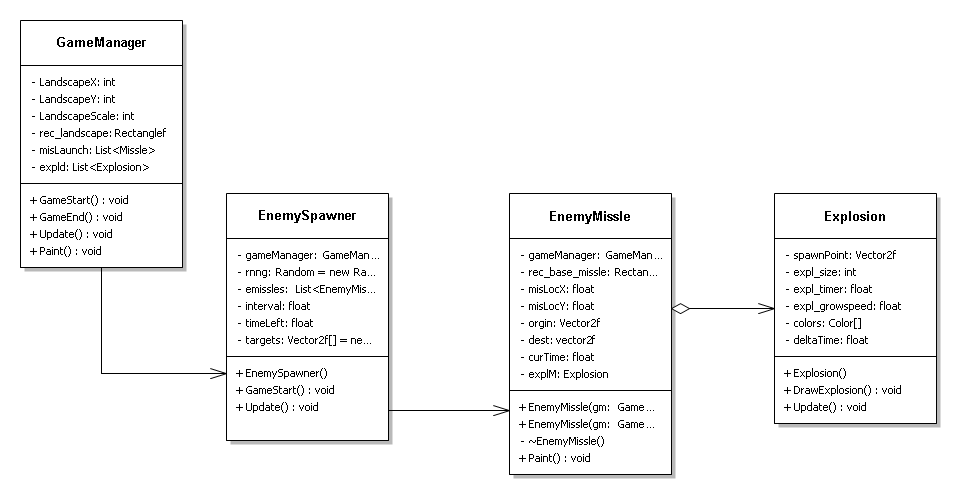 GameManager
- LandscapeX: int
- LandscapeY: int
- LandscapeScale: int
- rec_landscape: Rectanglef
- misLaunch: List<Missle>
- expld: List<Explosion>
+ GameStart() : void
+ GameEnd() : void
+ Update() : void
+ Paint() : void
EnemySpawner
- gameManager: GameMan...
- rnng: Random = new Ra...
- emissles: List<EnemyMis...
- interval: float
- timeLeft: float
- targets: Vector2f[] = ne...
+ EnemySpawner()
+ GameStart() : void
+ Update() : void
EnemyMissle
- gameManager: GameMan...
- rec_base_missle: Rectan...
- misLocX: float
- misLocY: float
- orgin: Vector2f
- dest: vector2f
- curTime: float
- explM: Explosion
+ EnemyMissle(gm: Game ...
+ EnemyMissle(gm: Game ...
- ~EnemyMissle()
+ Paint() : void
Explosion
- spawnPoint: Vector2f
- expl_size: int
- expl_timer: float
- expl_growspeed: float
- colors: Color[]
- deltaTime: float
+ Explosion()
+ DrawExplosion() : void
+ Update() : void